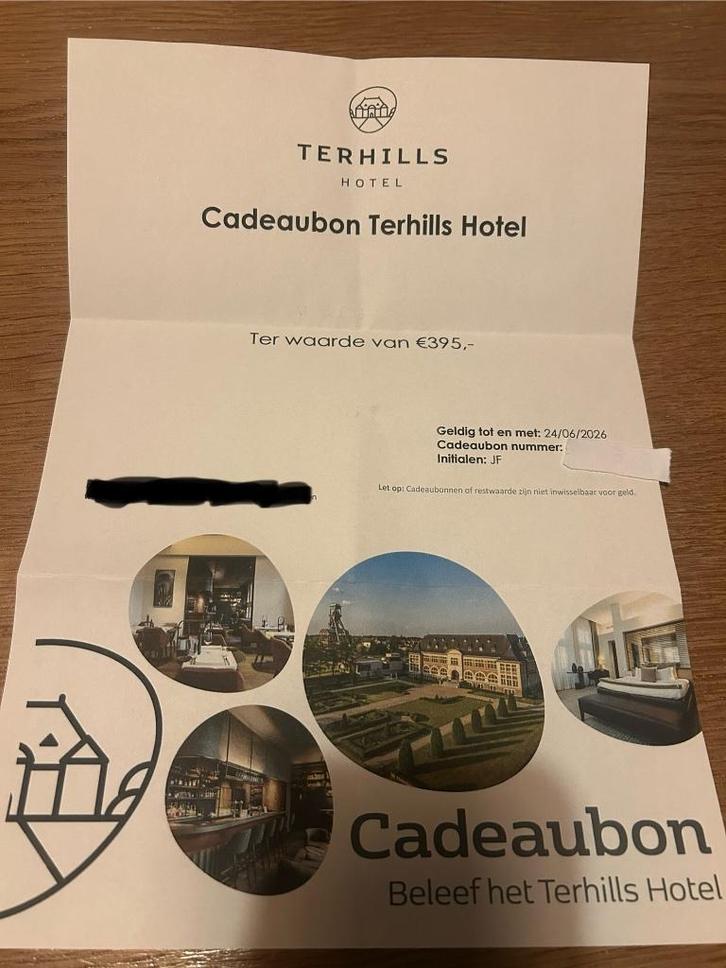 TERHILLS
HOTEL
Cadeaubon Terhills Hotel
Ter waarde van €395,-
Geldig tot en met: 24/06/2026
Cadeaubon nummer:
Initialen: JF
Let op: Cadeaubonnen of restwaarde zijn niet inwisselbaar voor geld.
Cadeaubon
Beleef het Terhills Hotel